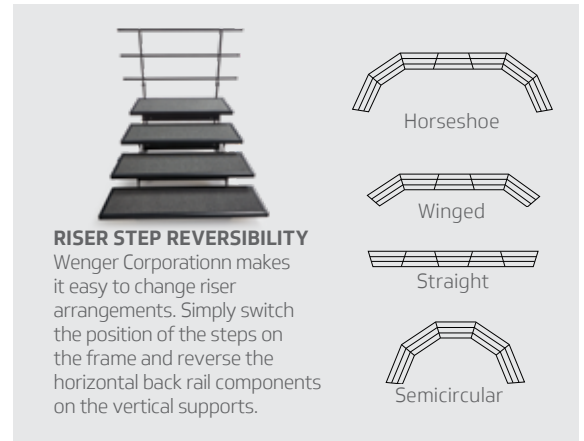 RISER STEP REVERSIBILITY
Wenger Corporationn makes
it easy to change riser
arrangements. Simply switch
the position of the steps on
the frame and reverse the
horizontal back rail components
on the vertical supports.
Horseshoe
Winged
Straight
Semicircular